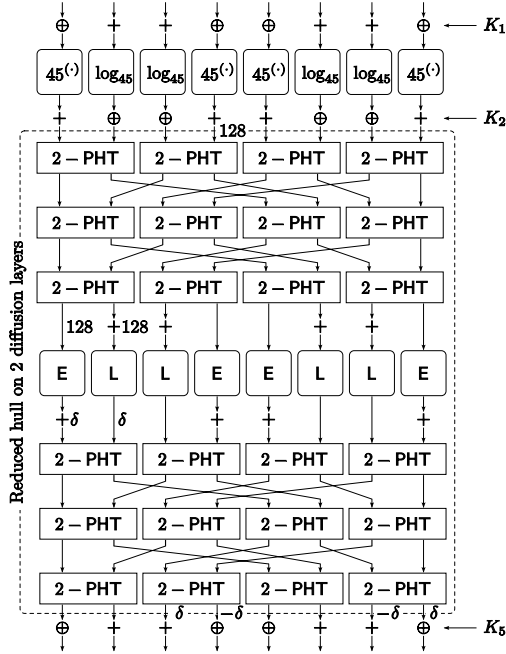 ⊕ + + ⊕ ⊕ + + ⊕ K₁
45⁽·⁾ log₄₅ log₄₅ 45⁽·⁾ 45⁽·⁾ log₄₅ log₄₅ 45⁽·⁾
+ ⊕ ⊕ + + ⊕ ⊕ + K₂
128
2 − PHT 2 − PHT 2 − PHT 2 − PHT
2 − PHT 2 − PHT 2 − PHT 2 − PHT
2 − PHT 2 − PHT 2 − PHT 2 − PHT
128 + 128 + + +
E L L E E L L E
+ δ δ + + +
2 − PHT 2 − PHT 2 − PHT 2 − PHT
2 − PHT 2 − PHT 2 − PHT 2 − PHT
2 − PHT 2 − PHT 2 − PHT 2 − PHT
δ −δ −δ δ
⊕ + + ⊕ ⊕ + + ⊕ K₅
Reduced hull on 2 diffusion layers